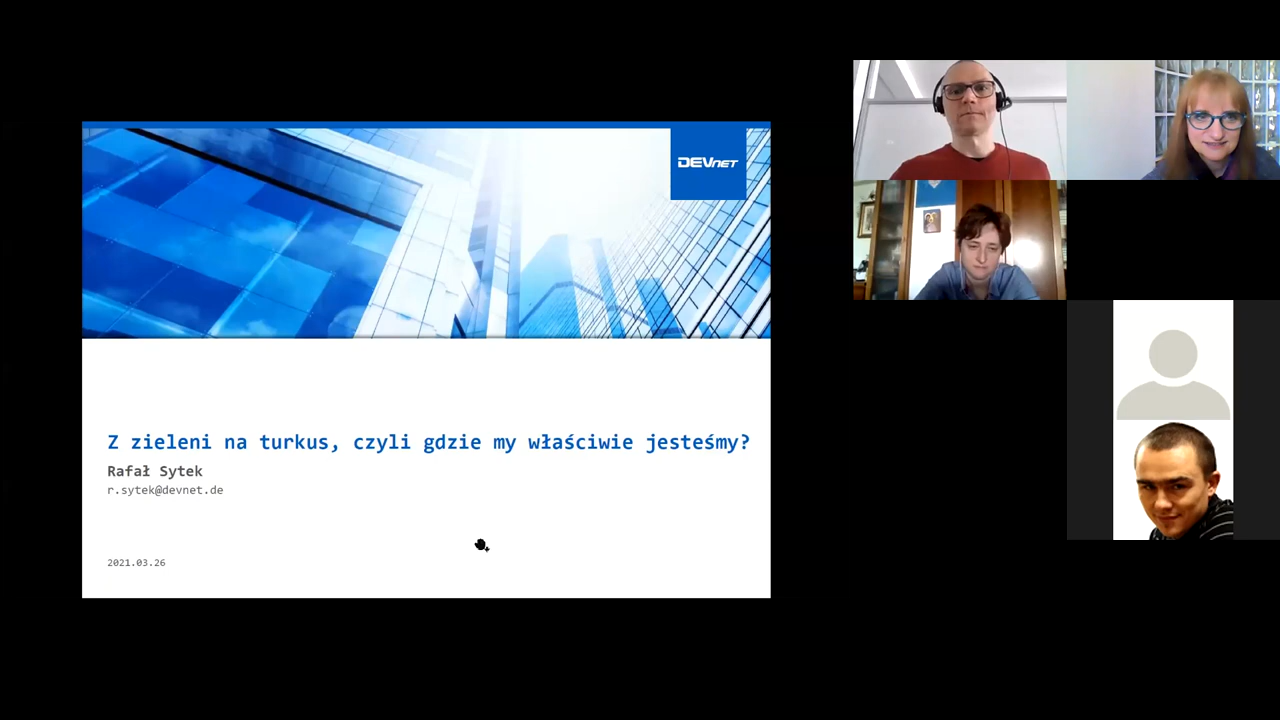 DEVnet
Z zieleni na turkus, czyli gdzie my właściwie jesteśmy?
Rafał Sytek
r.sytek@devnet.de
2021.03.26